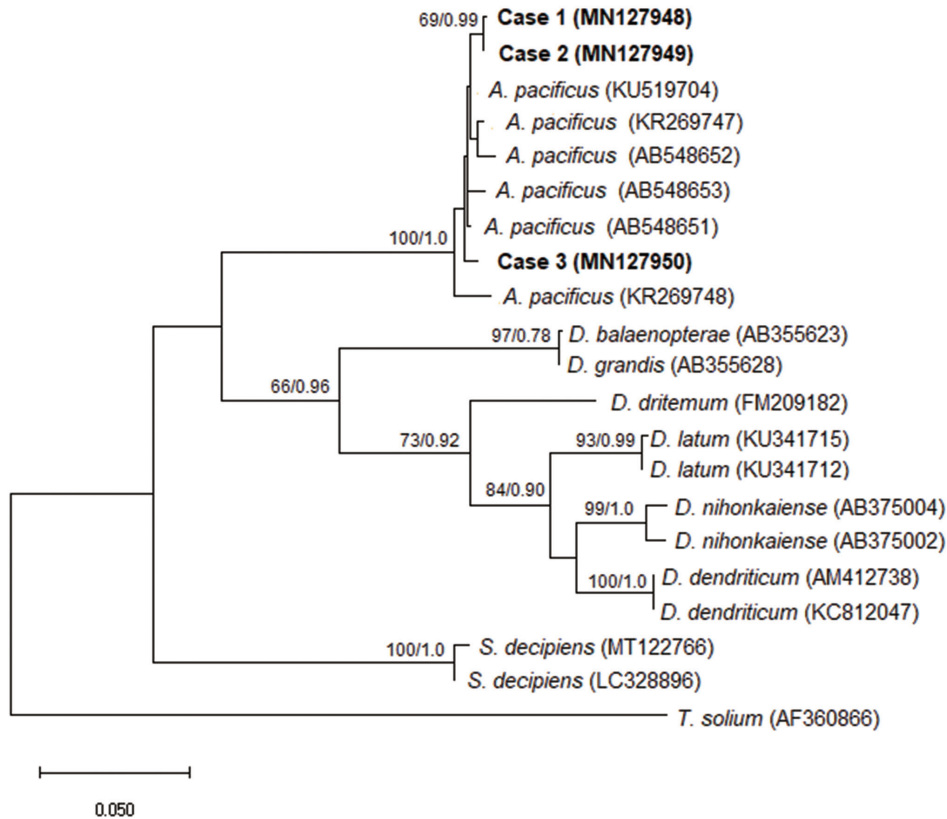 69/0.99
Case 1 (MN127948)
Case 2 (MN127949)
A. pacificus (KU519704)
A. pacificus (KR269747)
A. pacificus (AB548652)
A. pacificus (AB548653)
A. pacificus (AB548651)
100/1.0
Case 3 (MN127950)
A. pacificus (KR269748)
97/0.78
D. balaenopterae (AB355623)
D. grandis (AB355628)
66/0.96
D. dritemum (FM209182)
73/0.92
93/0.99
D. latum (KU341715)
D. latum (KU341712)
84/0.90
99/1.0
D. nihonkaiense (AB375004)
D. nihonkaiense (AB375002)
100/1.0
D. dendriticum (AM412738)
D. dendriticum (KC812047)
100/1.0
S. decipiens (MT122766)
S. decipiens (LC328896)
T. solium (AF360866)
0.050